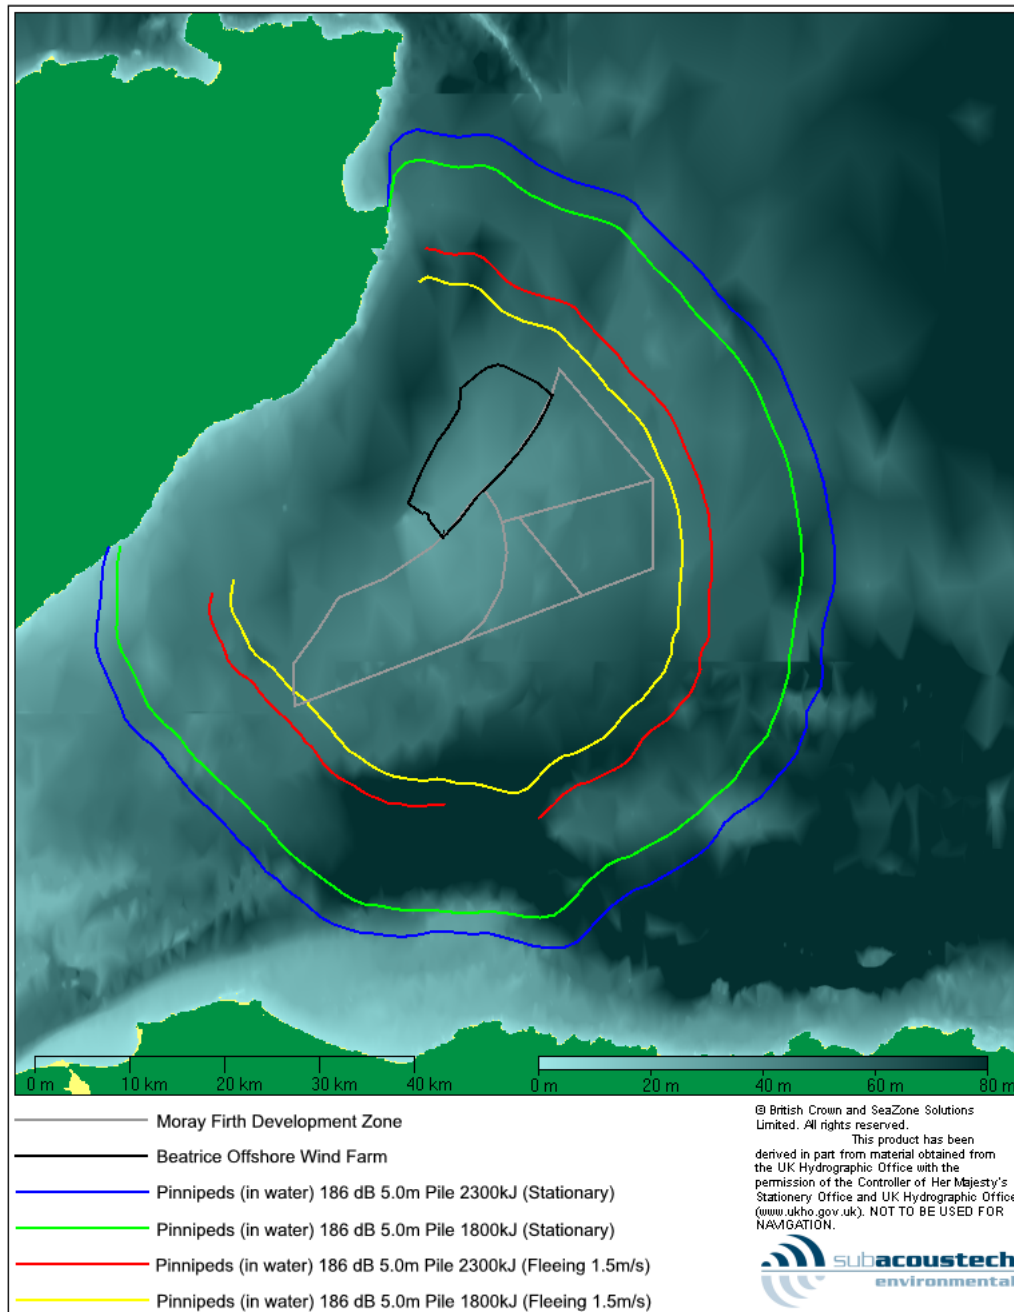 0 m 10 km 20 km 30 km 40 km
0 m 20 m 40 m 60 m 80 m
Moray Firth Development Zone
Beatrice Offshore Wind Farm
Pinnipeds (in water) 186 dB 5.0m Pile 2300kJ (Stationary)
Pinnipeds (in water) 186 dB 5.0m Pile 1800kJ (Stationary)
Pinnipeds (in water) 186 dB 5.0m Pile 2300kJ (Fleeing 1.5m/s)
Pinnipeds (in water) 186 dB 5.0m Pile 1800kJ (Fleeing 1.5m/s)
© British Crown and SeaZone Solutions
Limited. All rights reserved.
This product has been
derived in part from material obtained from
the UK Hydrographic Office with the
permission of the Controller of Her Majesty's
Stationery Office and UK Hydrographic Office
(www.ukho.gov.uk). NOT TO BE USED FOR
NAVIGATION.
subacoustech
environmental